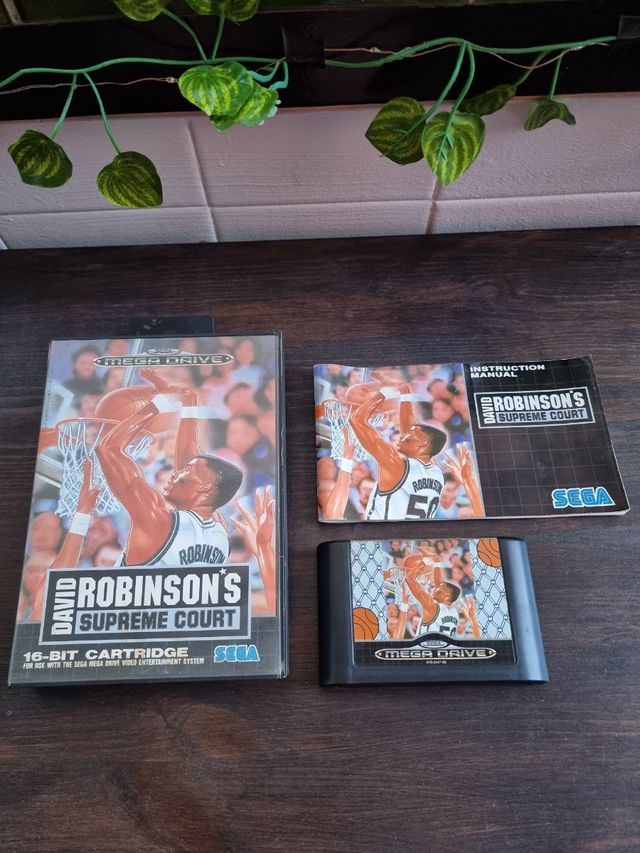 MEGA DRIVE
ROBINSON
DAVID
ROBINSON'S
SUPREME COURT
16-BIT CARTRIDGE
FOR USE WITH THE SEGA MEGA DRIVE VIDEO ENTERTAINMENT SYSTEM
SEGA
INSTRUCTION
MANUAL
DAVID
ROBINSON'S
SUPREME COURT
ROBINSON
50
SEGA
50
MEGA DRIVE